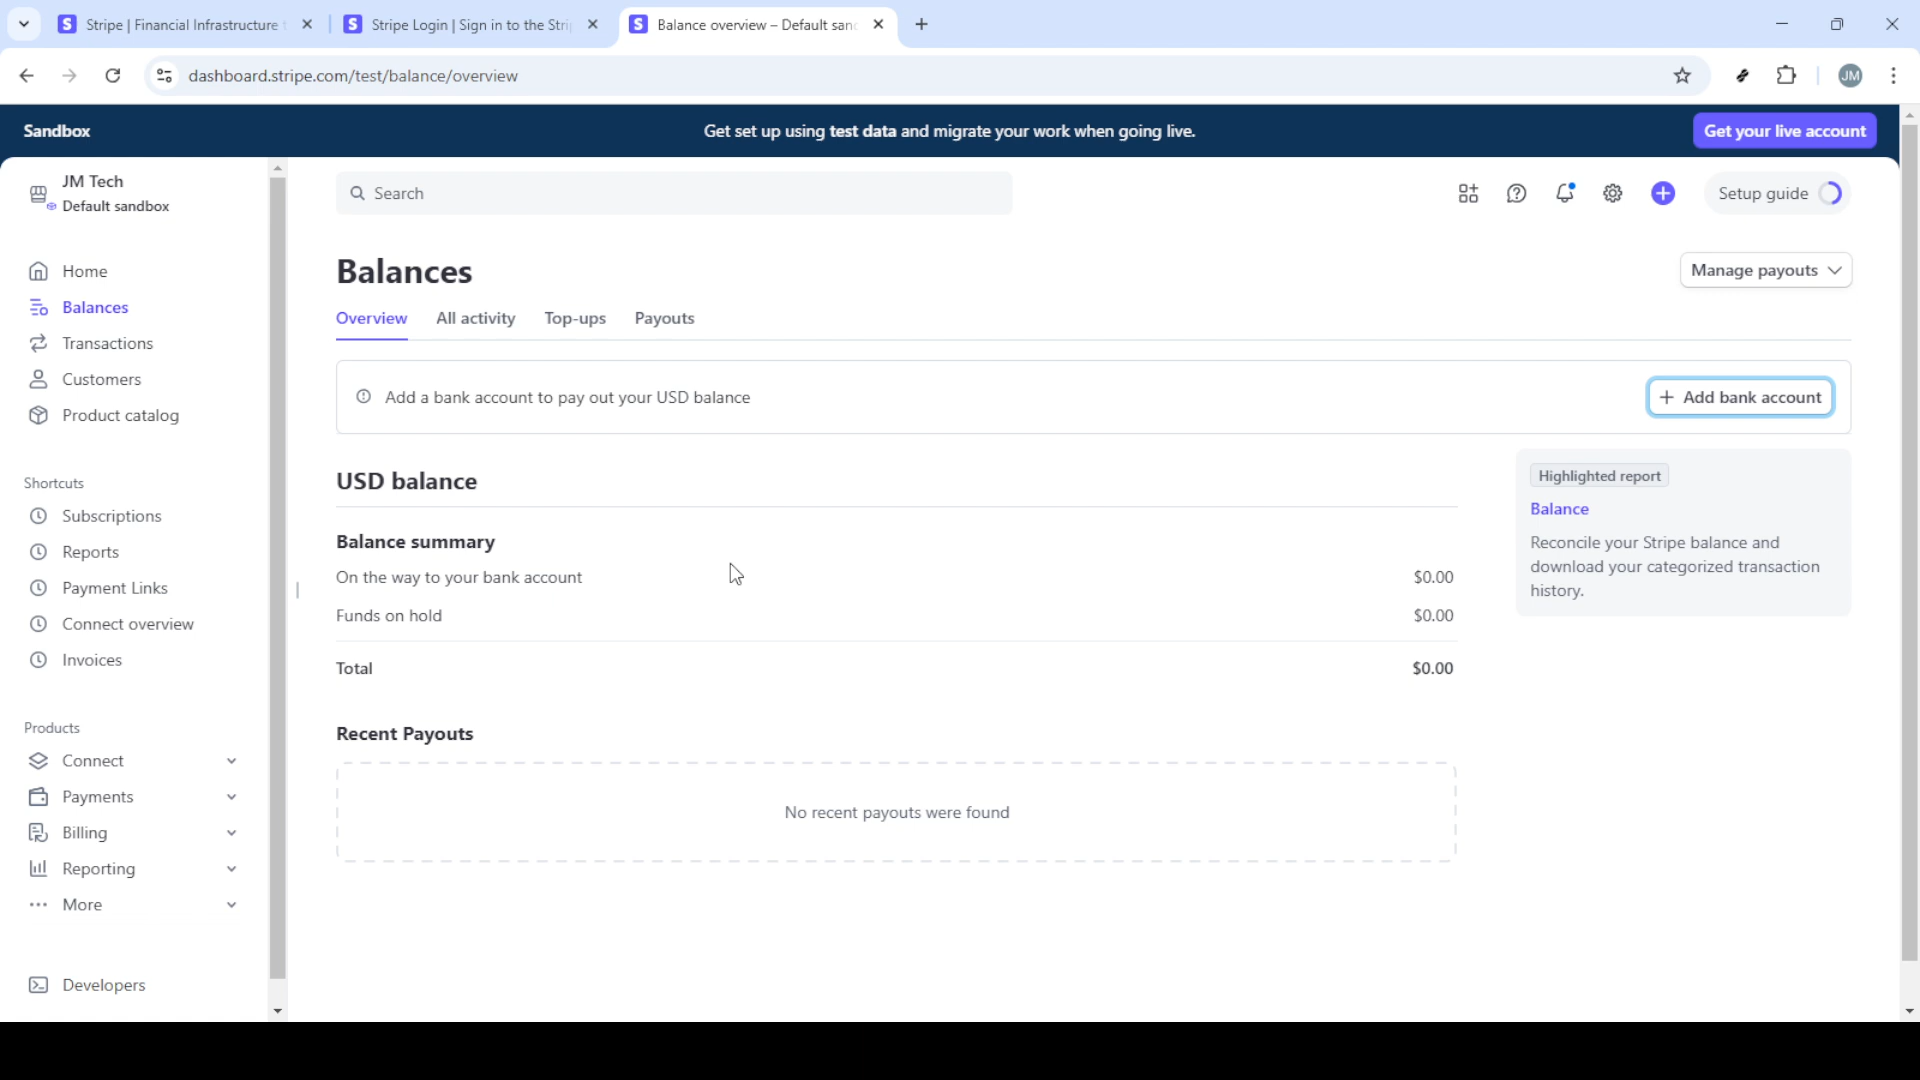 Stripe | Financial Infrastructure t
Stripe Login | Sign in to the Stri
Balance overview – Default san
dashboard.stripe.com/test/balance/overview
JM
Sandbox
Get set up using test data and migrate your work when going live.
Get your live account
JM Tech
Default sandbox
Search
Setup guide
Home
Balances
Transactions
Customers
Product catalog
Shortcuts
Subscriptions
Reports
Payment Links
Connect overview
Invoices
Products
Connect
Payments
Billing
Reporting
More
Developers
Balances
Manage payouts
Overview All activity Top-ups Payouts
Add a bank account to pay out your USD balance
+ Add bank account
USD balance
Balance summary
On the way to your bank account $0.00
Funds on hold $0.00
Total $0.00
Recent Payouts
No recent payouts were found
Highlighted report
Balance
Reconcile your Stripe balance and
download your categorized transaction
history.